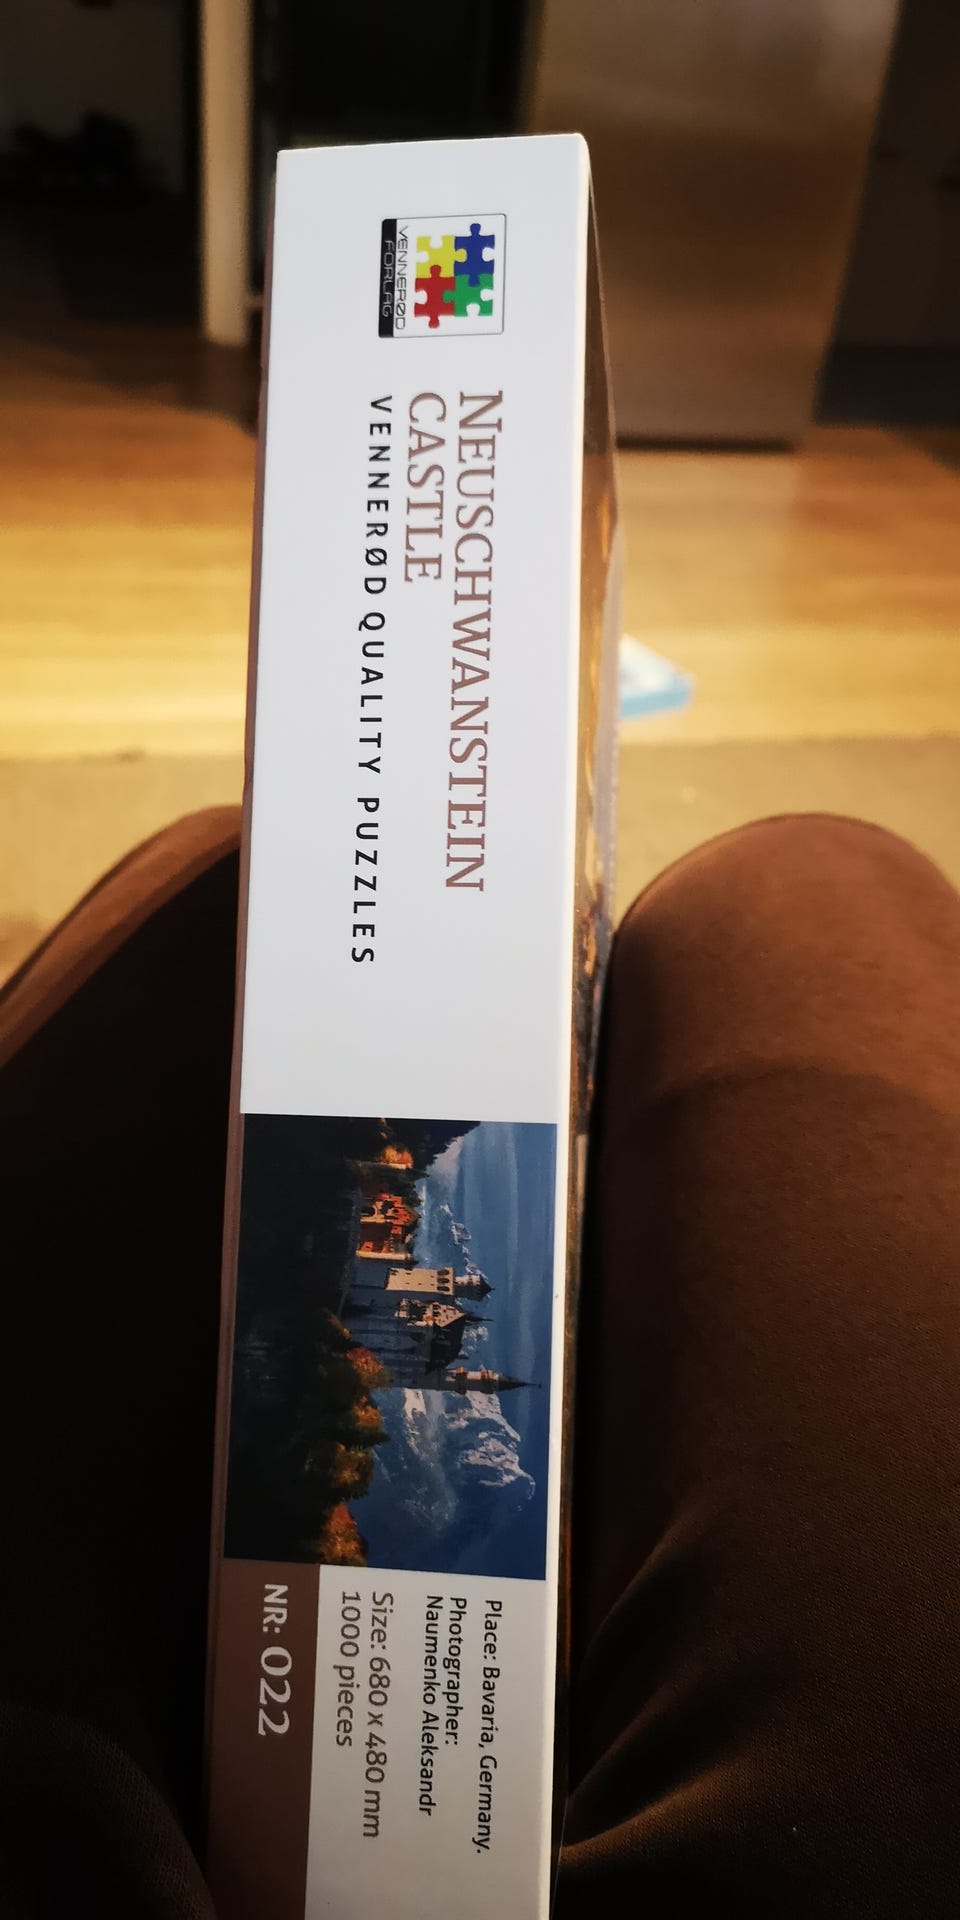 VENNERØD
FORLAG
NEUSCHWANSTEIN
CASTLE
VENNERØD QUALITY PUZZLES
Place: Bavaria, Germany.
Photographer:
Naumenko Aleksandr
Size: 680 x 480 mm
1000 pieces
NR: 022